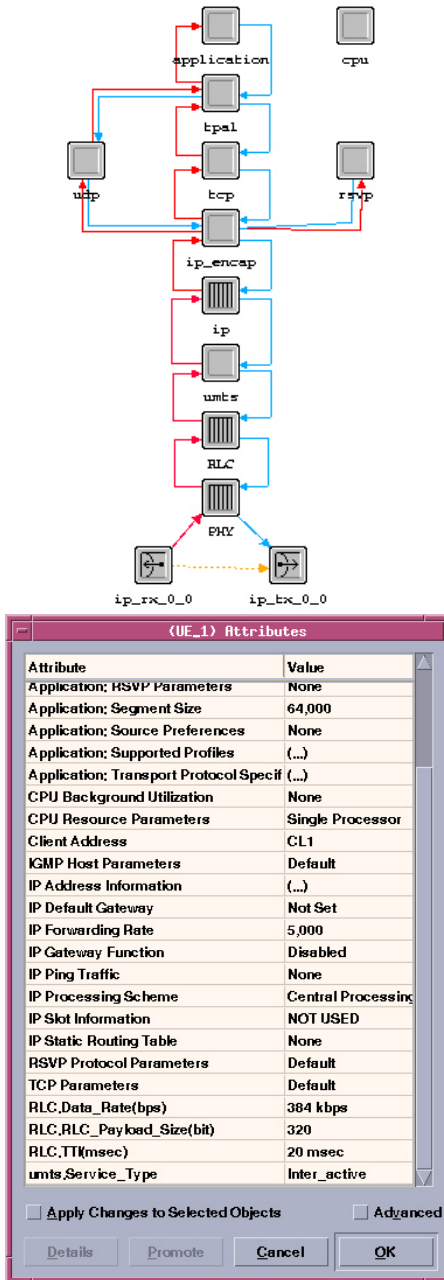 application
cpu
tpal
udp
tcp
rsvp
ip_encap
ip
umts
RLC
PHY
ip_rx_0_0
ip_tx_0_0
(UE_1) Attributes
Attribute Value
Application: RSVP Parameters None
Application: Segment Size 64,000
Application: Source Preferences None
Application: Supported Profiles (...)
Application: Transport Protocol Specif (...)
CPU Background Utilization None
CPU Resource Parameters Single Processor
Client Address CL1
IGMP Host Parameters Default
IP Address Information (...)
IP Default Gateway Not Set
IP Forwarding Rate 5,000
IP Gateway Function Disabled
IP Ping Traffic None
IP Processing Scheme Central Processing
IP Slot Information NOT USED
IP Static Routing Table None
RSVP Protocol Parameters Default
TCP Parameters Default
RLC.Data_Rate(bps) 384 kbps
RLC.RLC_Payload_Size(bit) 320
RLC.TTI(msec) 20 msec
umts.Service_Type Inter_active
Apply Changes to Selected Objects Advanced
Details Promote Cancel OK